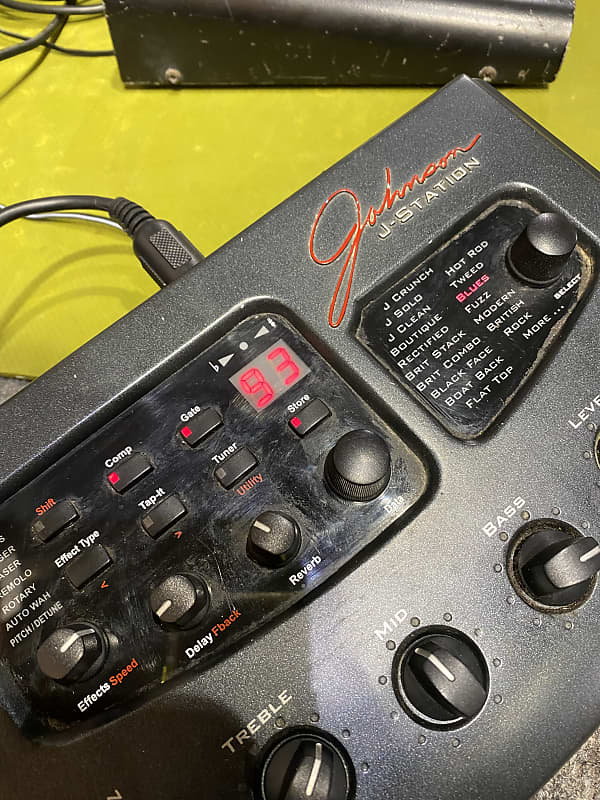 Johnson
J-STATION
J CRUNCH
HOT ROD
J SOLO
TWEED
J CLEAN
BLUES
BOUTIQUE
FUZZ
RECTIFIED
MODERN
BRIT STACK
BRITISH
BRIT COMBO
ROCK
BLACK FACE
MORE...
BOAT BACK
FLAT TOP
SELECT
93
Store
Gate
Tuner
Utility
Comp
Tap-It
>
Shift
Effect Type
<
Data
REMOLO
ROTARY
AUTO WAH
PITCH/DETUNE
Reverb
Delay Fback
Effects Speed
LEVE
BASS
MID
TREBLE